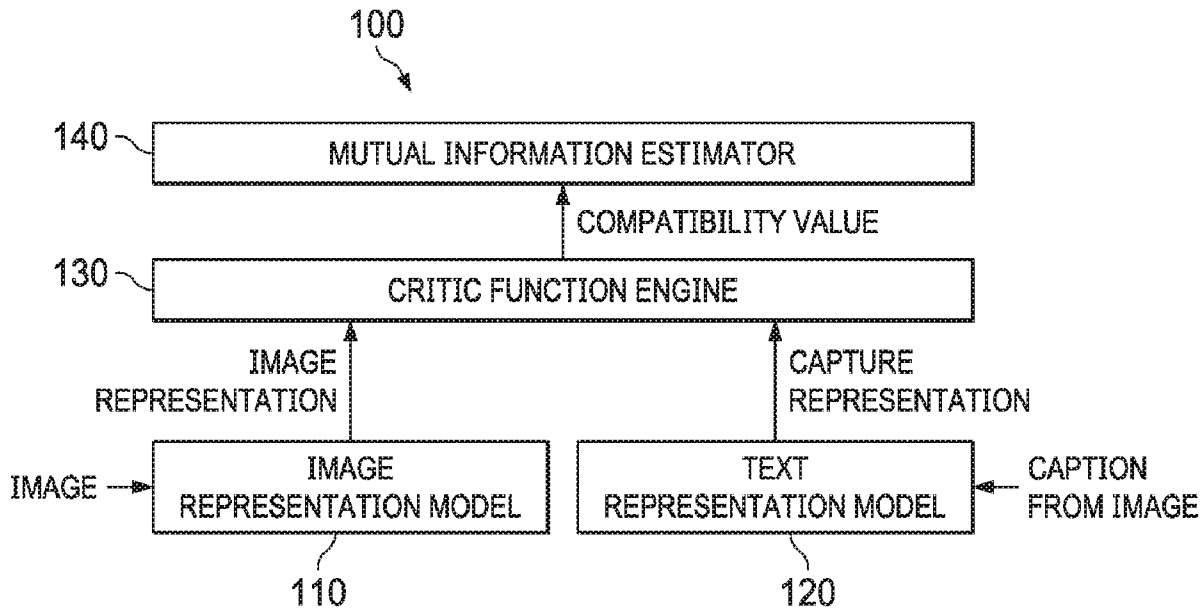 100
140
MUTUAL INFORMATION ESTIMATOR
COMPATIBILITY VALUE
130
CRITIC FUNCTION ENGINE
IMAGE
REPRESENTATION
CAPTURE
REPRESENTATION
IMAGE
IMAGE
REPRESENTATION MODEL
TEXT
REPRESENTATION MODEL
CAPTION
FROM IMAGE
110
120